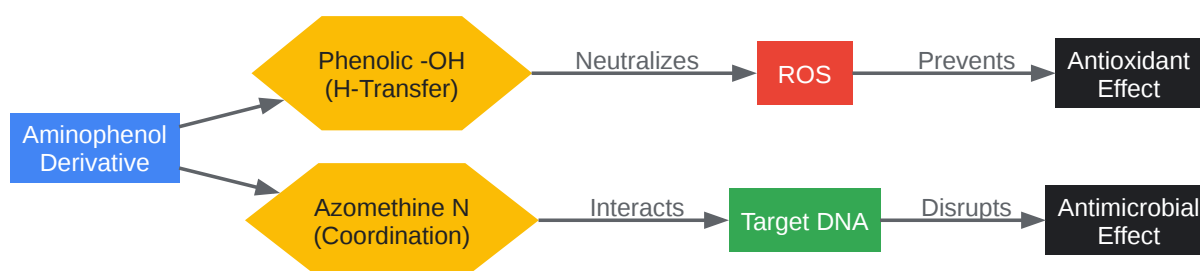 Aminophenol
Derivative
Phenolic -OH
(H-Transfer)
Neutralizes
ROS
Prevents
Antioxidant
Effect
Azomethine N
(Coordination)
Interacts
Target DNA
Disrupts
Antimicrobial
Effect